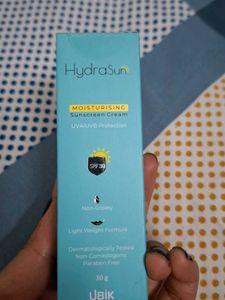 HydraSun
MOISTURISING
Sunscreen Cream
UVA/UVB Protection
SPF 30
Non-Greasy
Light Weight Formula
Dermatologically Tested
Non-Comedogenic
Paraben Free
30 g
UBIK